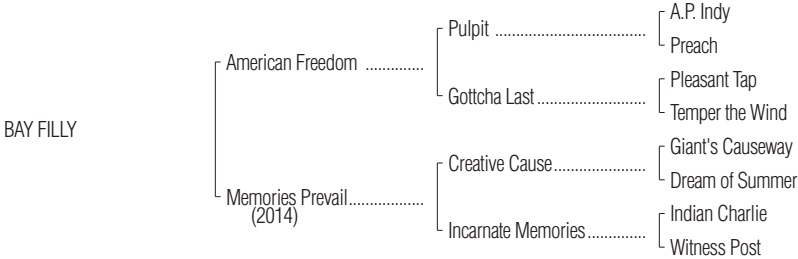 A.P. Indy
Pulpit ....................................
Preach
American Freedom ..............
Pleasant Tap
Gottcha Last..........................
Temper the Wind
BAY FILLY
Giant's Causeway
Creative Cause......................
Dream of Summer
Memories Prevail..................
(2014)
Indian Charlie
Incarnate Memories..............
Witness Post